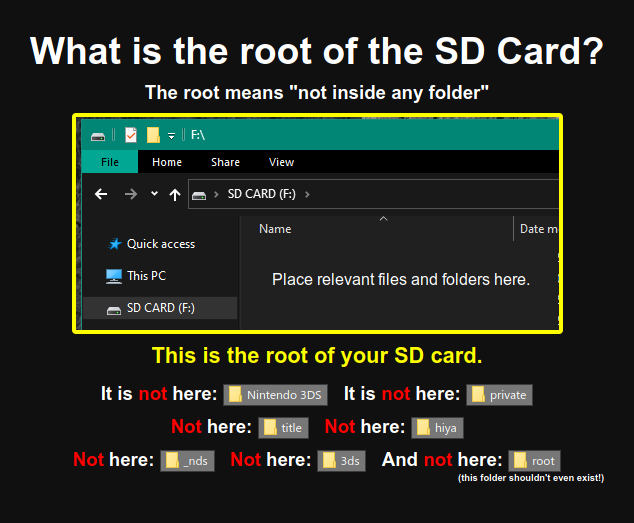 What is the root of the SD Card?
The root means "not inside any folder"
F:\
File Home Share View
SD CARD (F:)
Name Date m
Quick access
This PC
Place relevant files and folders here.
SD CARD (F:)
This is the root of your SD card.
It is not here: Nintendo 3DS It is not here: private
Not here: title Not here: hiya
Not here: _nds Not here: 3ds And not here: root
(this folder shouldn't even exist!)